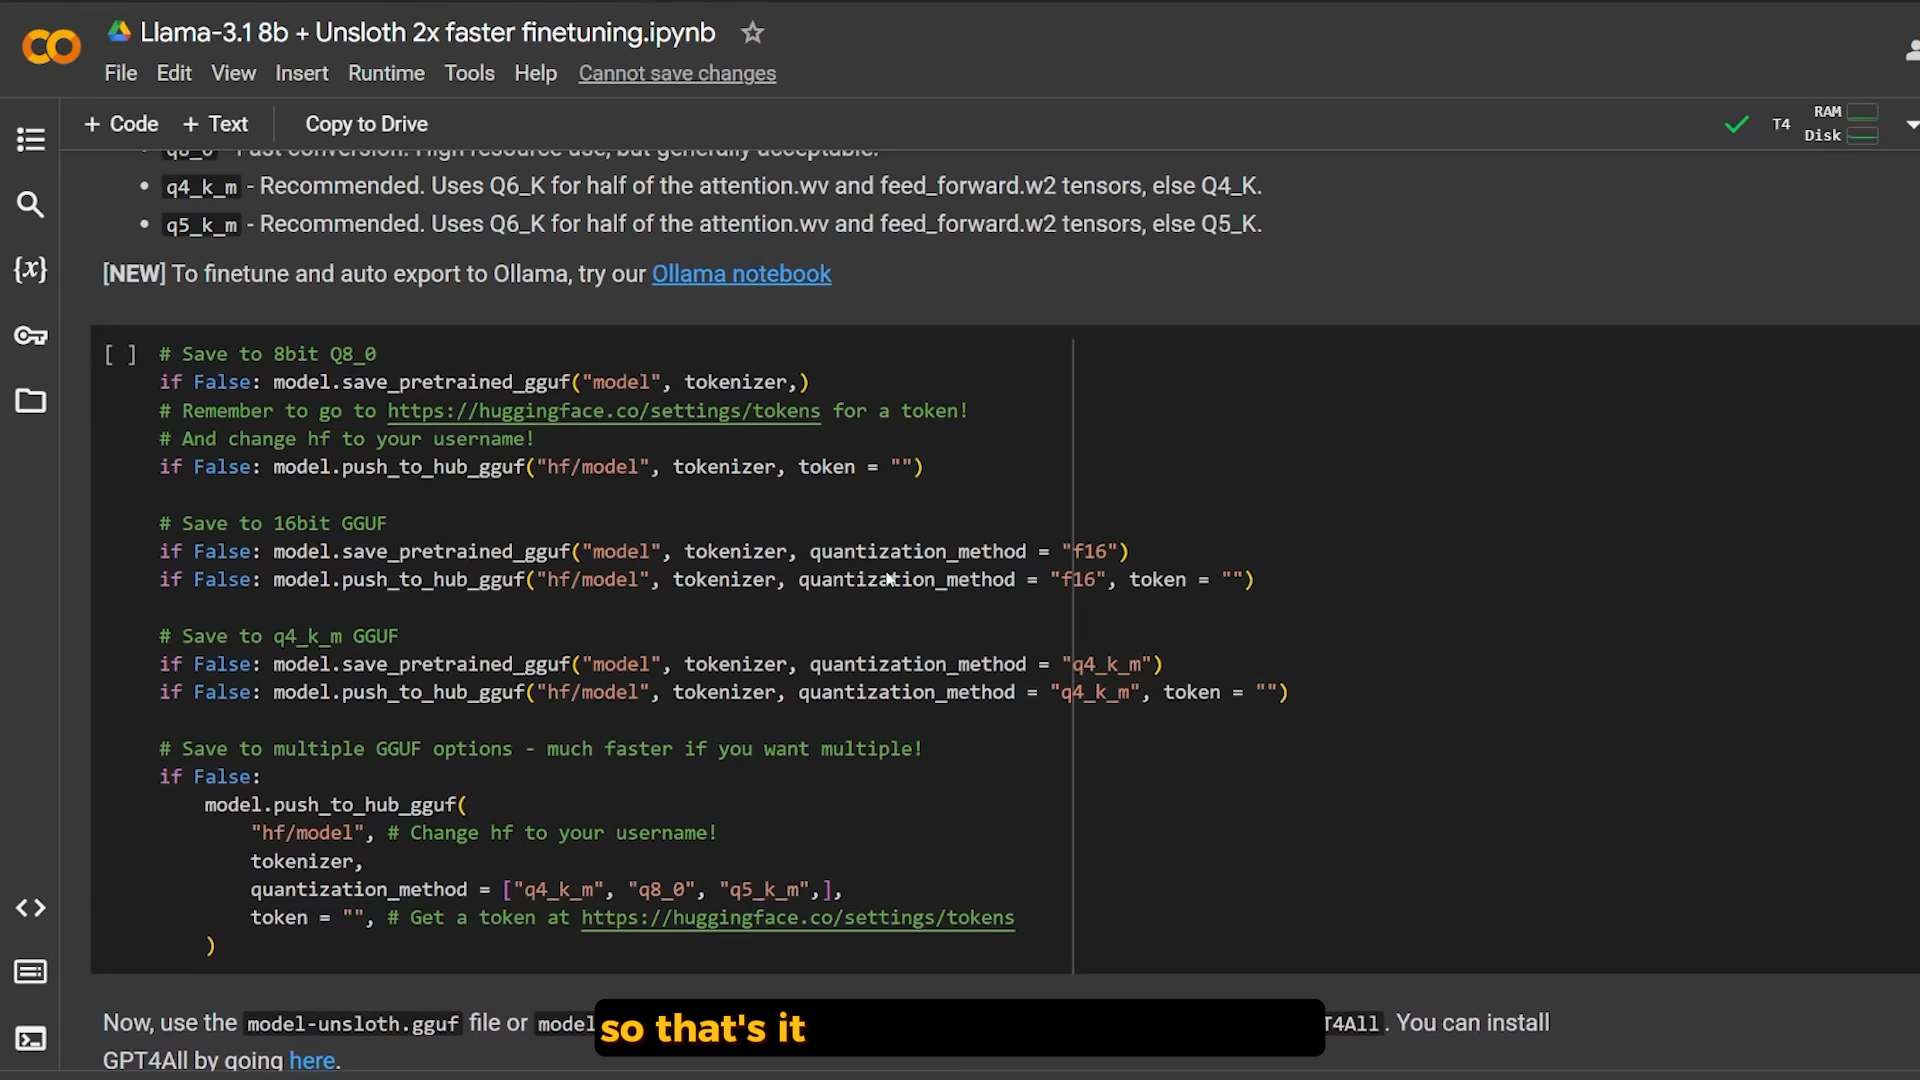 Llama-3.1 8b + Unsloth 2x faster finetuning.ipynb
File Edit View Insert Runtime Tools Help Cannot save changes
+ Code + Text Copy to Drive
T4 RAM
Disk
q8_0 - Fast conversion. High resource use, but generally acceptable.
• q4_k_m - Recommended. Uses Q6_K for half of the attention.wv and feed_forward.w2 tensors, else Q4_K.
• q5_k_m - Recommended. Uses Q6_K for half of the attention.wv and feed_forward.w2 tensors, else Q5_K.
[NEW] To finetune and auto export to Ollama, try our Ollama notebook
[ ] # Save to 8bit Q8_0
if False: model.save_pretrained_gguf("model", tokenizer,)
# Remember to go to https://huggingface.co/settings/tokens for a token!
# And change hf to your username!
if False: model.push_to_hub_gguf("hf/model", tokenizer, token = "")
# Save to 16bit GGUF
if False: model.save_pretrained_gguf("model", tokenizer, quantization_method = "f16")
if False: model.push_to_hub_gguf("hf/model", tokenizer, quantization_method = "f16", token = "")
# Save to q4_k_m GGUF
if False: model.save_pretrained_gguf("model", tokenizer, quantization_method = "q4_k_m")
if False: model.push_to_hub_gguf("hf/model", tokenizer, quantization_method = "q4_k_m", token = "")
# Save to multiple GGUF options - much faster if you want multiple!
if False:
model.push_to_hub_gguf(
"hf/model", # Change hf to your username!
tokenizer,
quantization_method = ["q4_k_m", "q8_0", "q5_k_m",],
token = "", # Get a token at https://huggingface.co/settings/tokens
)
Now, use the model-unsloth.gguf file or model T4All. You can install
so that's it
GPT4All by going here.